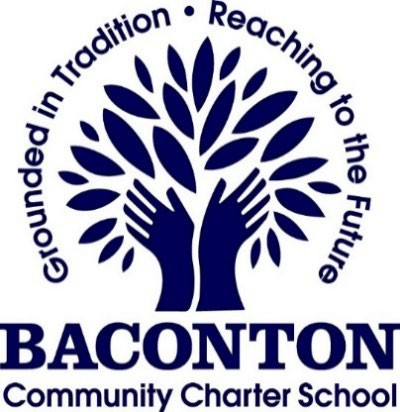 Grounded in Tradition • Reaching to the Future
BACONTON
Community Charter School